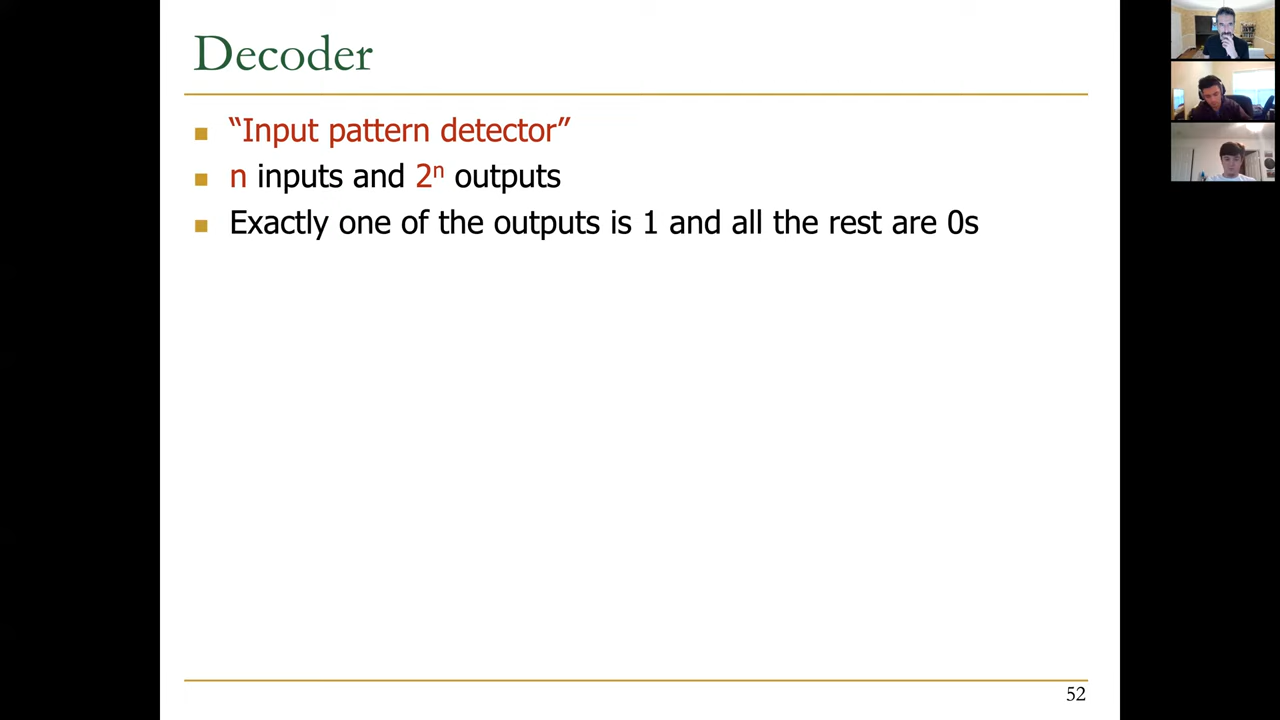 Decoder
“Input pattern detector”
n inputs and 2ⁿ outputs
Exactly one of the outputs is 1 and all the rest are 0s
52